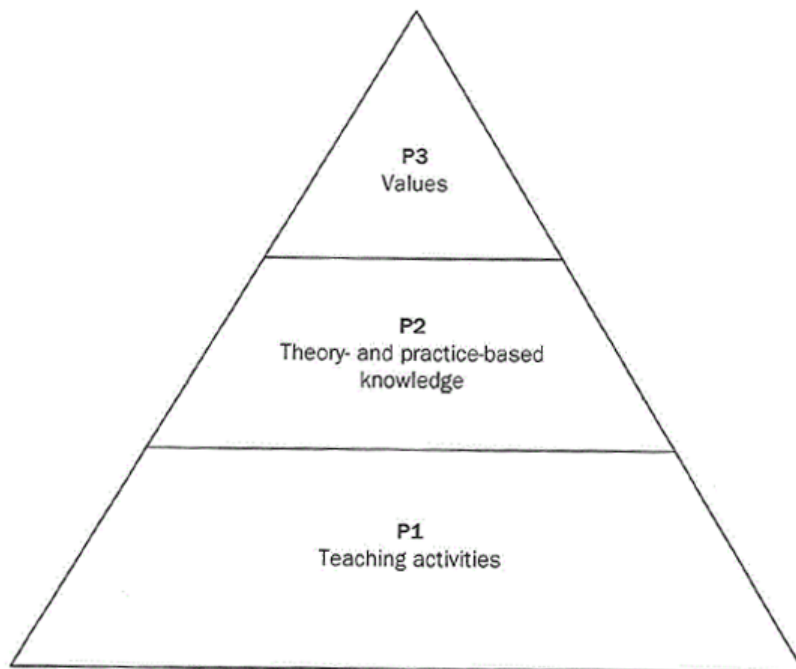 P3
Values
P2
Theory- and practice-based
knowledge
P1
Teaching activities